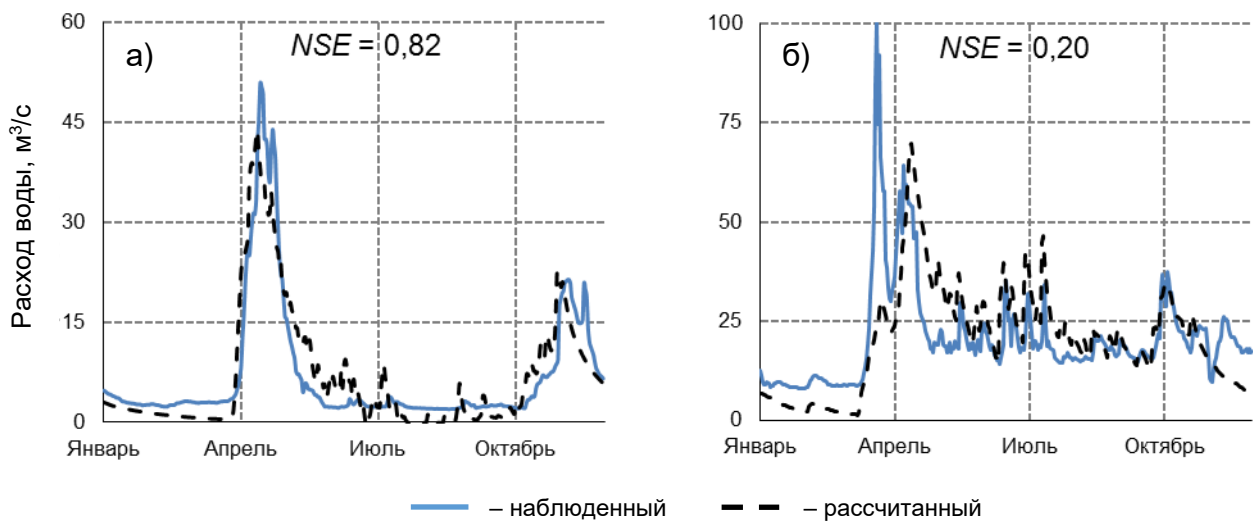 Расход воды, м³/с
60
45
30
15
0
а)
NSE = 0,82
Январь
Апрель
Июль
Октябрь
100
75
50
25
0
б)
NSE = 0,20
Январь
Апрель
Июль
Октябрь
– наблюденный
– рассчитанный